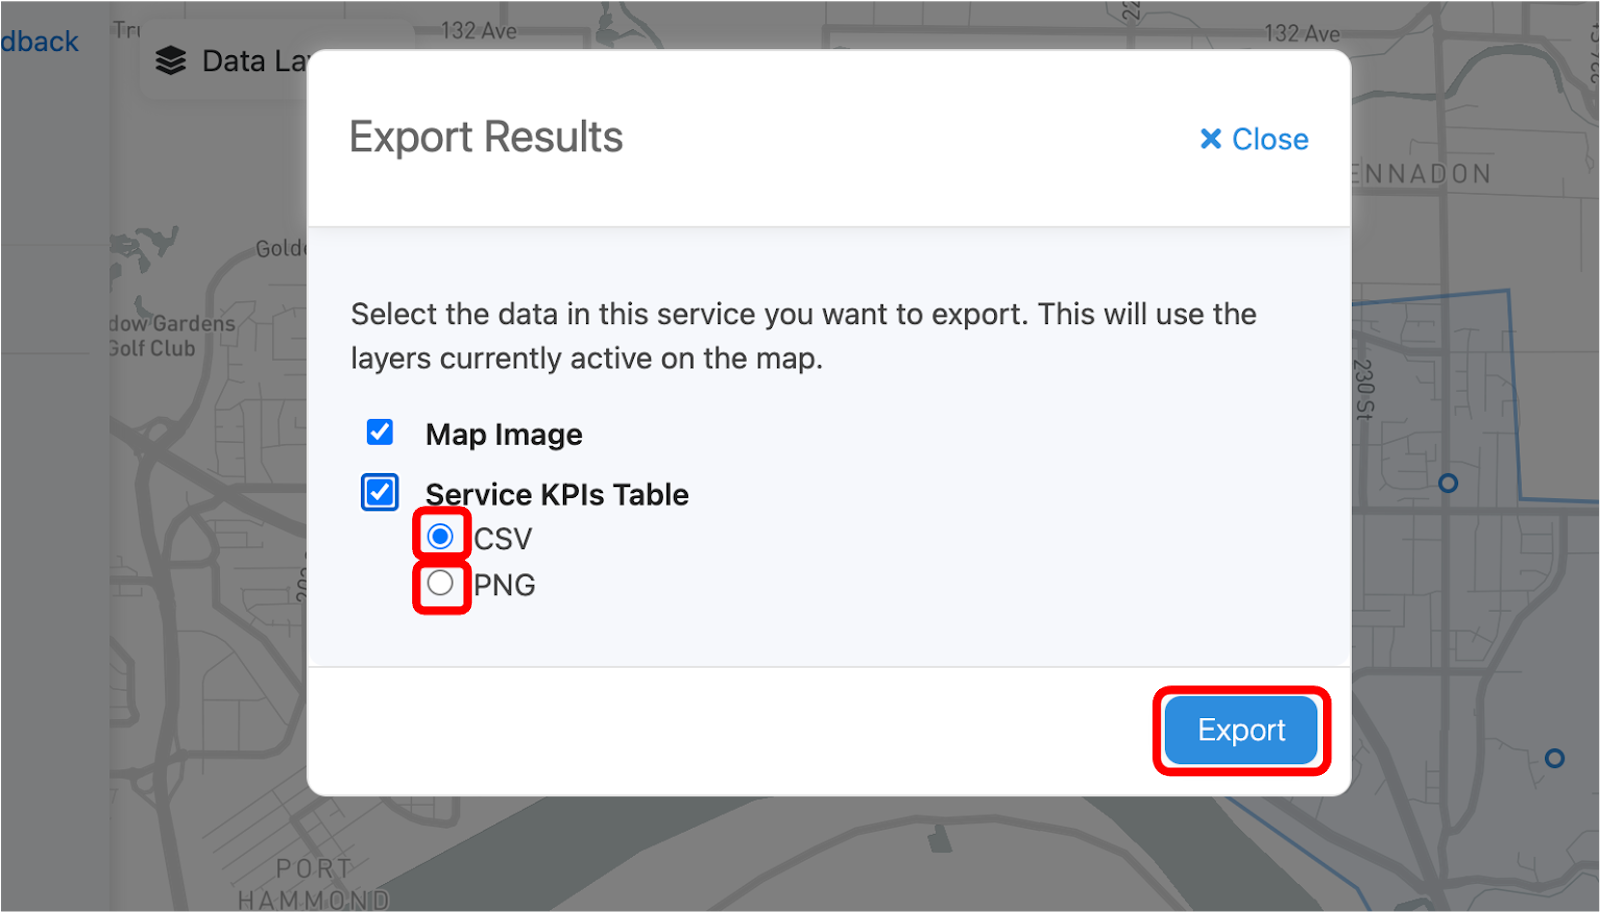 dback
132 Ave
132 Ave
Data La
Export Results
Close
ENNADON
Golde
Select the data in this service you want to export. This will use the
layers currently active on the map.
dow Gardens
Golf Club
230 St
Map Image
Service KPIs Table
CSV
PNG
Export
PORT
HAMMOND